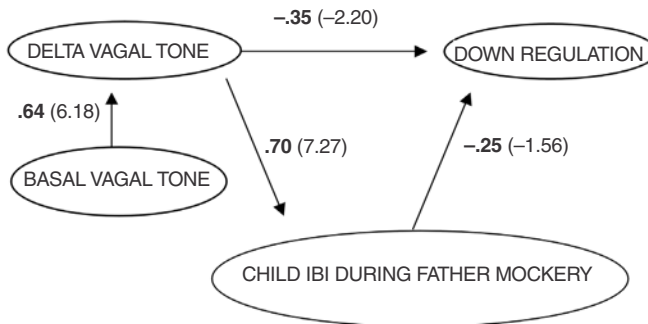 –.35 (–2.20)
DELTA VAGAL TONE
DOWN REGULATION
.64 (6.18)
.70 (7.27)
–.25 (–1.56)
BASAL VAGAL TONE
CHILD IBI DURING FATHER MOCKERY